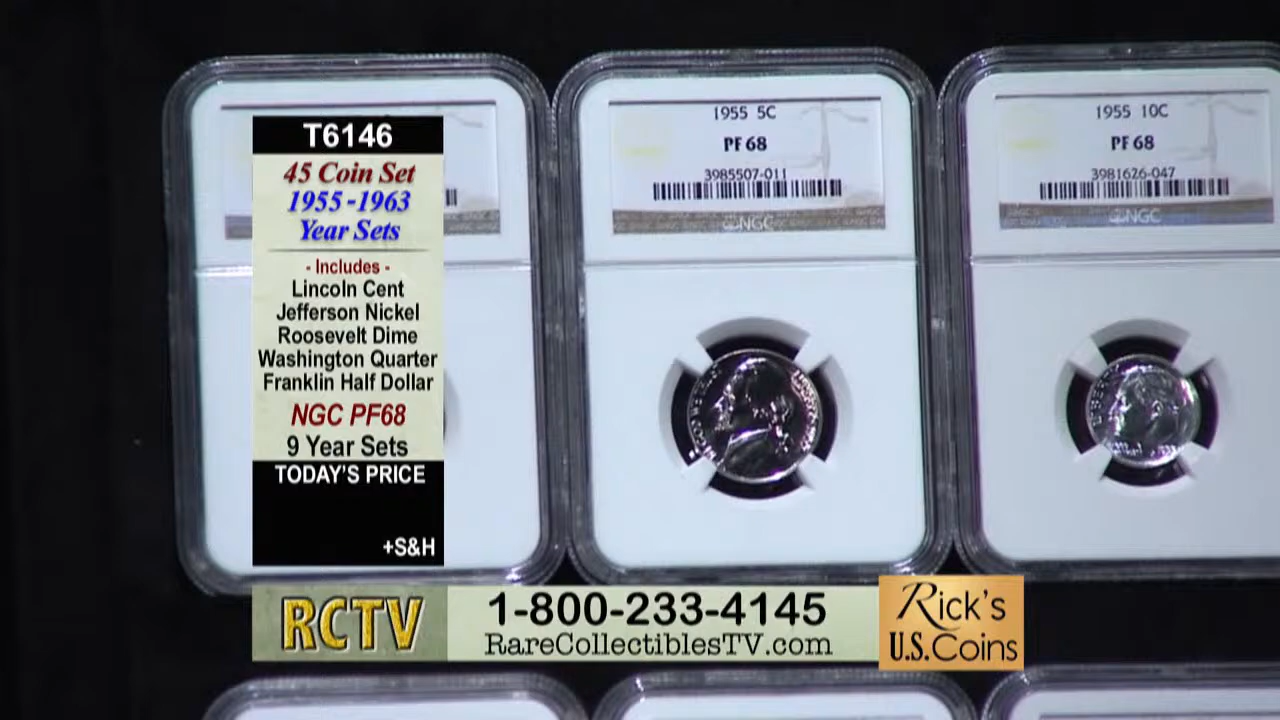 T6146
45 Coin Set
1955-1963
Year Sets
- Includes -
Lincoln Cent
Jefferson Nickel
Roosevelt Dime
Washington Quarter
Franklin Half Dollar
NGC PF68
9 Year Sets
TODAY'S PRICE
+S&H
1955 5C
PF 68
3985507-011
NGC
1955 10C
PF 68
3981626-047
NGC
LIBERTY
RCTV
1-800-233-4145
RareCollectiblesTV.com
Rick's
U.S.Coins